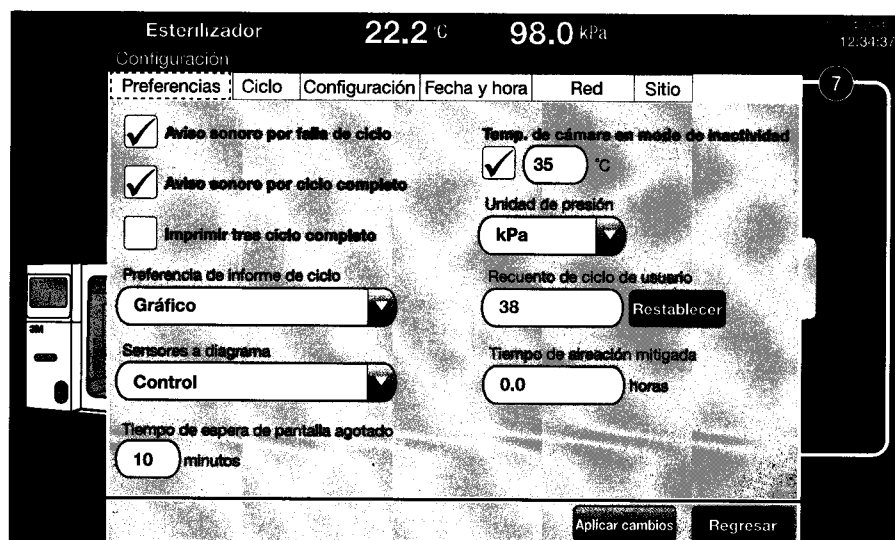 Esterilizador 22.2 °C 98.0 kPa
12:34:37
Configuración
Preferencias Ciclo Configuración Fecha y hora Red Sitio
7
Aviso sonoro por falla de ciclo
Temp. de cámara en modo de inactividad
35 °C
Aviso sonoro por ciclo completo
Unidad de presión
kPa
Imprimir tras ciclo completo
Preferencia de informe de ciclo
Gráfico
Recuento de ciclo de usuario
38 Restablecer
3M
Sensores a diagrama
Control
Tiempo de aireación mitigada
0.0 horas
Tiempo de espera de pantalla agotado
10 minutos
Aplicar cambios Regresar